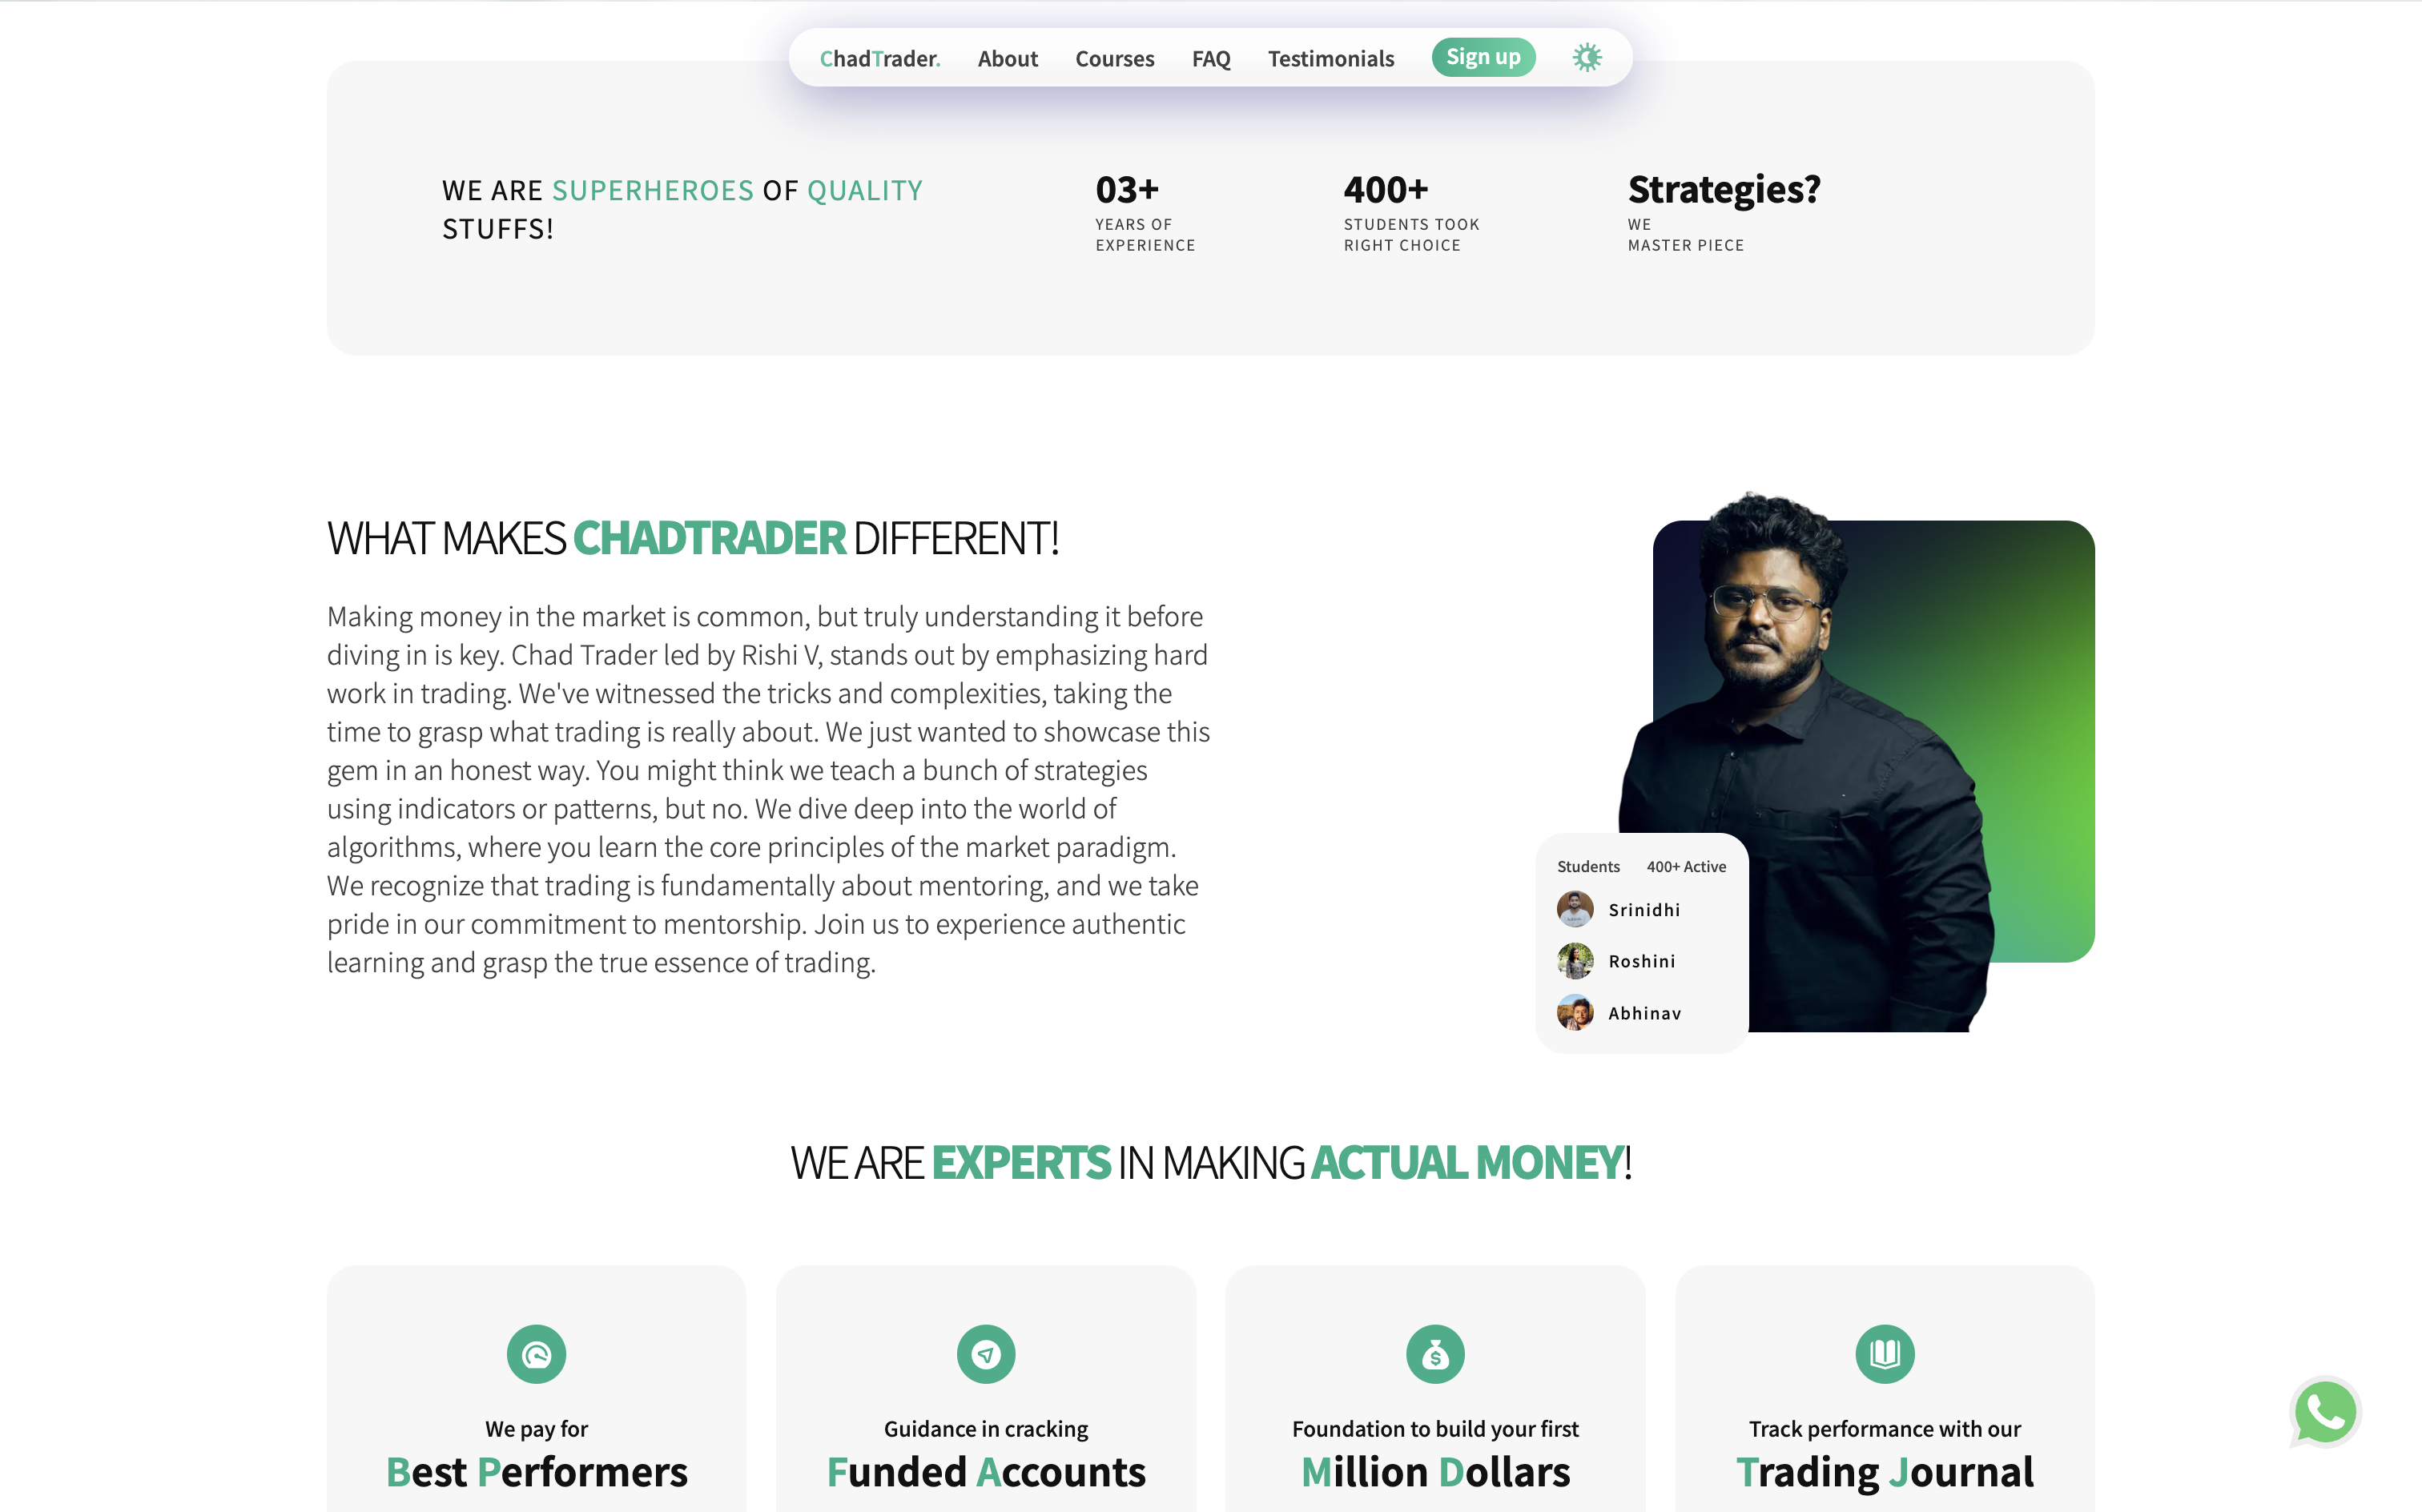 ChadTrader. About Courses FAQ Testimonials Sign up
WE ARE SUPERHEROES OF QUALITY
STUFFS!
03+
YEARS OF
EXPERIENCE
400+
STUDENTS TOOK
RIGHT CHOICE
Strategies?
WE
MASTER PIECE
WHAT MAKES CHADTRADER DIFFERENT!
Making money in the market is common, but truly understanding it before
diving in is key. Chad Trader led by Rishi V, stands out by emphasizing hard
work in trading. We've witnessed the tricks and complexities, taking the
time to grasp what trading is really about. We just wanted to showcase this
gem in an honest way. You might think we teach a bunch of strategies
using indicators or patterns, but no. We dive deep into the world of
algorithms, where you learn the core principles of the market paradigm.
We recognize that trading is fundamentally about mentoring, and we take
pride in our commitment to mentorship. Join us to experience authentic
learning and grasp the true essence of trading.
Students 400+ Active
Srinidhi
Roshini
Abhinav
WE ARE EXPERTS IN MAKING ACTUAL MONEY!
We pay for
Best Performers
Guidance in cracking
Funded Accounts
Foundation to build your first
Million Dollars
Track performance with our
Trading Journal